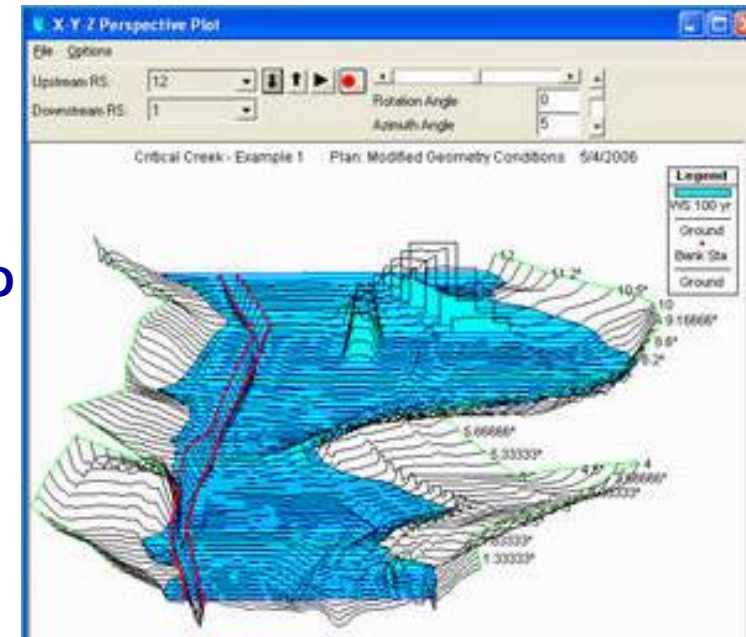 X-Y-Z Perspective Plot
File Options
Upstream RS: 12
Downstream RS: 1
Rotation Angle 0
Azimuth Angle 5
Critical Creek - Example 1 Plan: Modified Geometry Conditions 5/4/2006
Legend
WS 100 yr
Ground
Bank Sta
Ground
12
11.2*
10.5*
10
9.16666*
8.8*
8.2*
5.66666*
5.33333*
4.6*
4
1.33333*